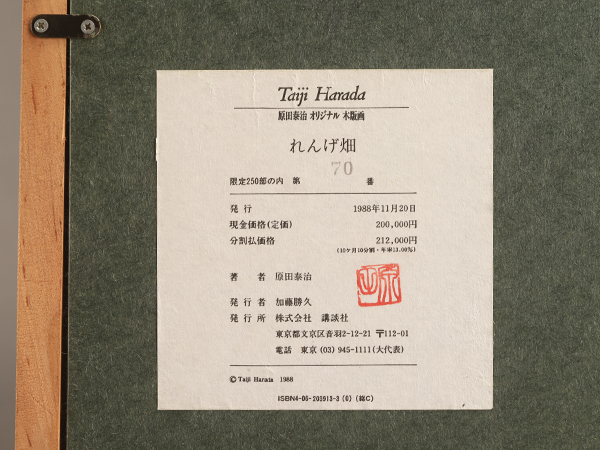 Taiji Harada
原田泰治 オリジナル 木版画
れんげ畑
限定250部の内 第 70 番
発行 1988年11月20日
現金価格(定価) 200,000円
分割払価格 212,000円
(10ヶ月10分割・年率13.00%)
著 者 原田泰治
発行者 加藤勝久
発行所 株式会社 講談社
東京都文京区音羽2-12-21 〒112-01
電話 東京 (03) 945-1111(大代表)
© Taiji Harada 1988
ISBN4-06-203913-3 (0) (総C)